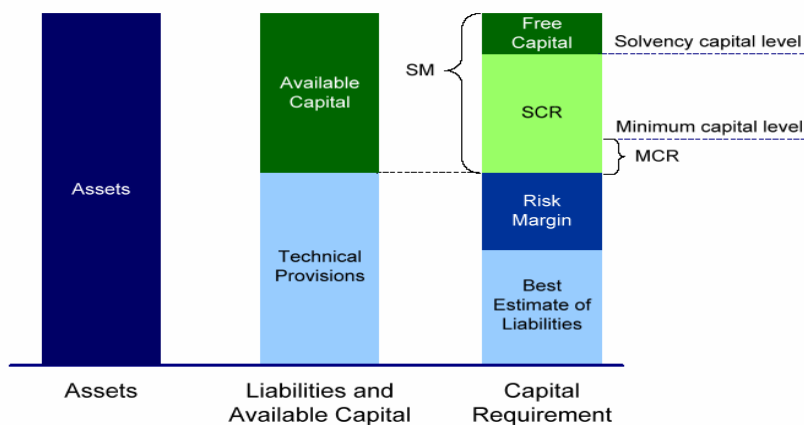 Free
Capital
Solvency capital level
SM
Available
Capital
SCR
Minimum capital level
MCR
Assets
Risk
Margin
Technical
Provisions
Best
Estimate of
Liabilities
Assets
Liabilities and
Available Capital
Capital
Requirement